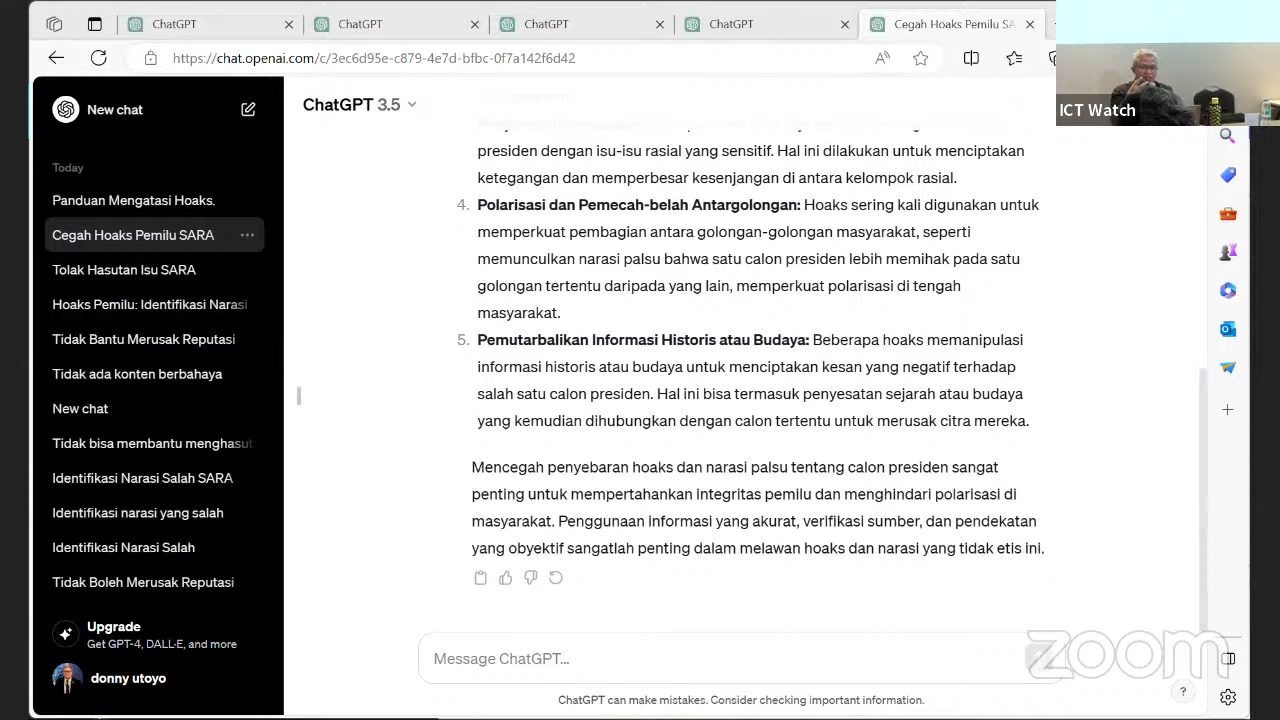 ChatGPT
ChatGPT
ChatGPT
ChatGPT
Cegah Hoaks Pemilu SA
https://chat.openai.com/c/3ec6d95e-c879-4e7d-bfbc-0f7a142f6d42
ICT Watch
New chat
ChatGPT 3.5
Today
Panduan Mengatasi Hoaks.
Cegah Hoaks Pemilu SARA
Tolak Hasutan Isu SARA
Hoaks Pemilu: Identifikasi Narasi
Tidak Bantu Merusak Reputasi
Tidak ada konten berbahaya
New chat
Tidak bisa membantu menghasut
Identifikasi Narasi Salah SARA
Identifikasi narasi yang salah
Identifikasi Narasi Salah
Tidak Boleh Merusak Reputasi
Upgrade
Get GPT-4, DALL·E, and more
donny utoyo
presiden dengan isu-isu rasial yang sensitif. Hal ini dilakukan untuk menciptakan
ketegangan dan memperbesar kesenjangan di antara kelompok rasial.
4. Polarisasi dan Pemecah-belah Antargolongan: Hoaks sering kali digunakan untuk
memperkuat pembagian antara golongan-golongan masyarakat, seperti
memunculkan narasi palsu bahwa satu calon presiden lebih memihak pada satu
golongan tertentu daripada yang lain, memperkuat polarisasi di tengah
masyarakat.
5. Pemutarbalikan Informasi Historis atau Budaya: Beberapa hoaks memanipulasi
informasi historis atau budaya untuk menciptakan kesan yang negatif terhadap
salah satu calon presiden. Hal ini bisa termasuk penyesatan sejarah atau budaya
yang kemudian dihubungkan dengan calon tertentu untuk merusak citra mereka.
Mencegah penyebaran hoaks dan narasi palsu tentang calon presiden sangat
penting untuk mempertahankan integritas pemilu dan menghindari polarisasi di
masyarakat. Penggunaan informasi yang akurat, verifikasi sumber, dan pendekatan
yang obyektif sangatlah penting dalam melawan hoaks dan narasi yang tidak etis ini.
Message ChatGPT...
zoom
ChatGPT can make mistakes. Consider checking important information.
?